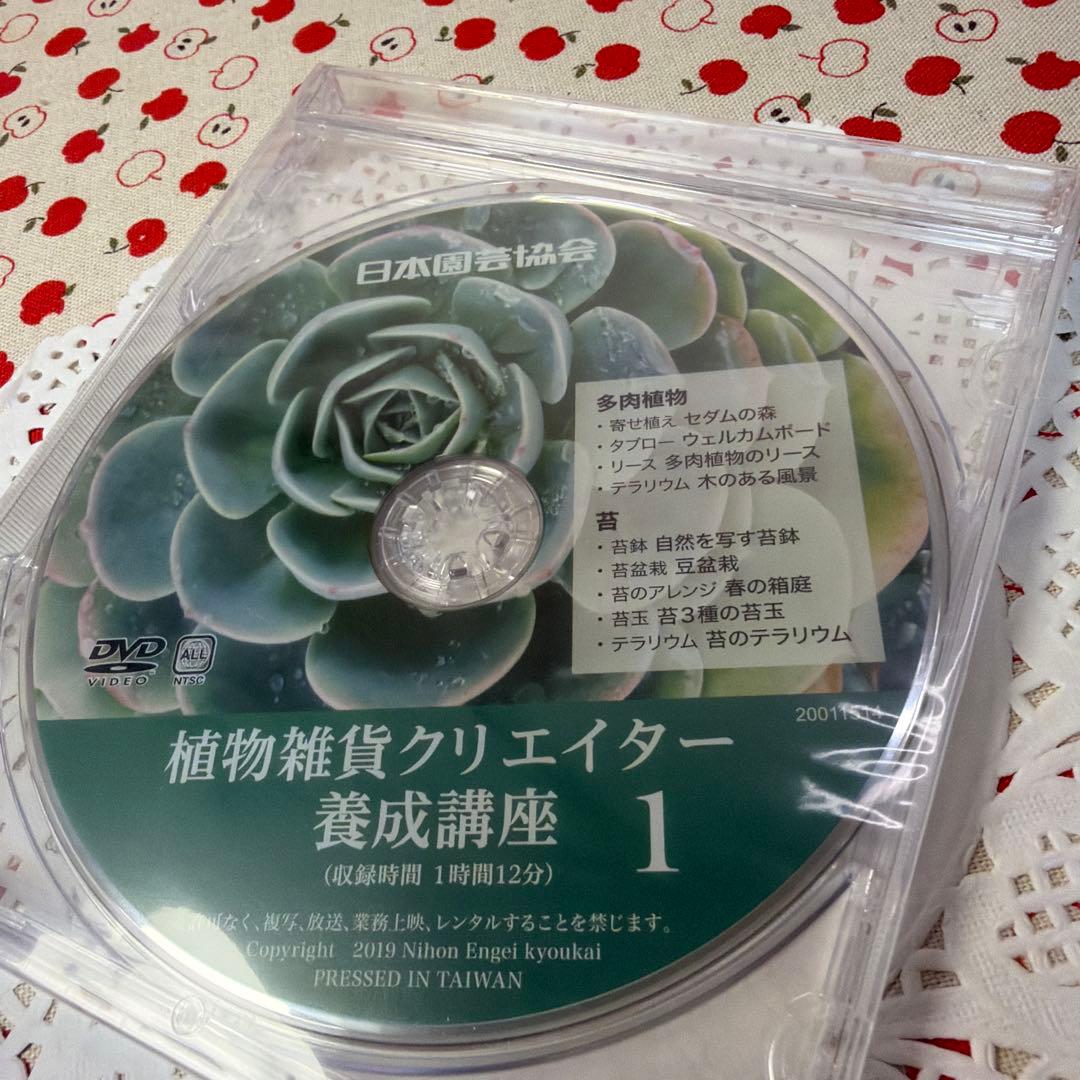 日本園芸協会
多肉植物
・寄せ植え セダムの森
・タブロー ウェルカムボード
・リース 多肉植物のリース
・テラリウム 木のある風景
苔
・苔鉢 自然を写す苔鉢
・苔盆栽 豆盆栽
・苔のアレンジ 春の箱庭
・苔玉 苔3種の苔玉
・テラリウム 苔のテラリウム
DVD
VIDEO
ALL
NTSC
植物雑貨クリエイター
養成講座 1
(収録時間 1時間12分)
許可なく、複写、放送、業務上映、レンタルすることを禁じます。
Copyright 2019 Nihon Engei kyoukai
PRESSED IN TAIWAN